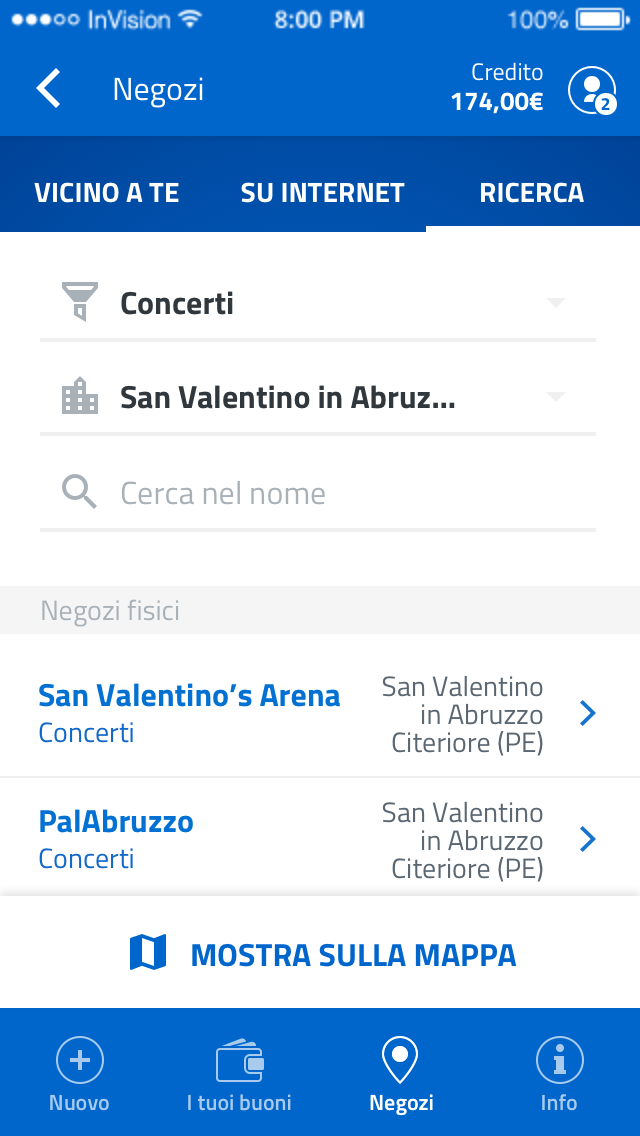 InVision 8:00 PM 100%
Negozi
Credito
174,00€
2
VICINO A TE SU INTERNET RICERCA
Concerti
San Valentino in Abruz...
Cerca nel nome
Negozi fisici
San Valentino’s Arena
Concerti
San Valentino
in Abruzzo
Citeriore (PE)
PalAbruzzo
Concerti
San Valentino
in Abruzzo
Citeriore (PE)
MOSTRA SULLA MAPPA
Nuovo I tuoi buoni Negozi Info